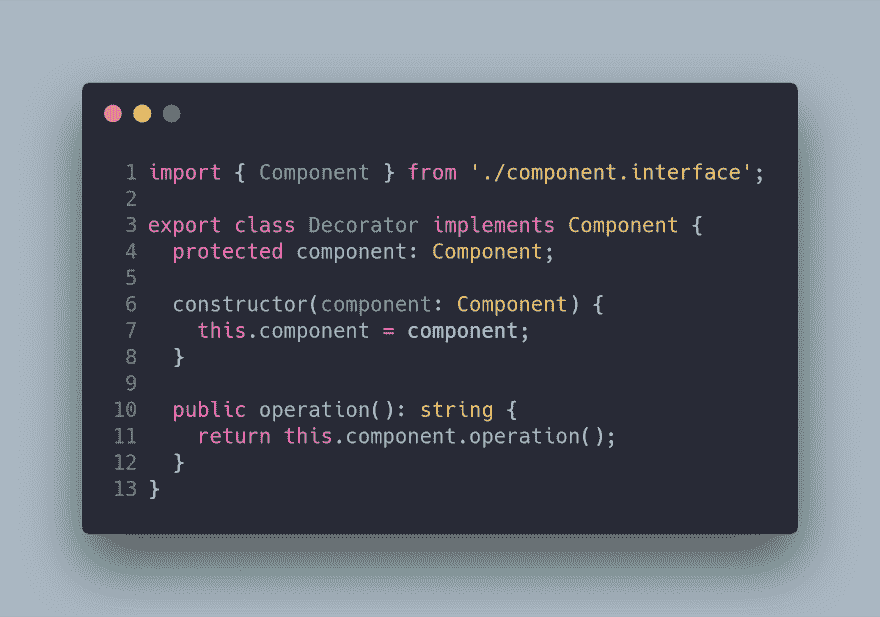 1 import { Component } from './component.interface';
2
3 export class Decorator implements Component {
4   protected component: Component;
5
6   constructor(component: Component) {
7     this.component = component;
8   }
9
10   public operation(): string {
11     return this.component.operation();
12   }
13 }